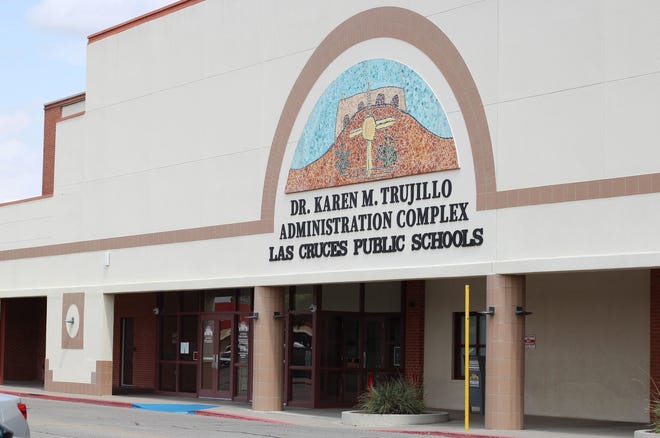 DR. KAREN M. TRUJILLO
ADMINISTRATION COMPLEX
LAS CRUCES PUBLIC SCHOOLS